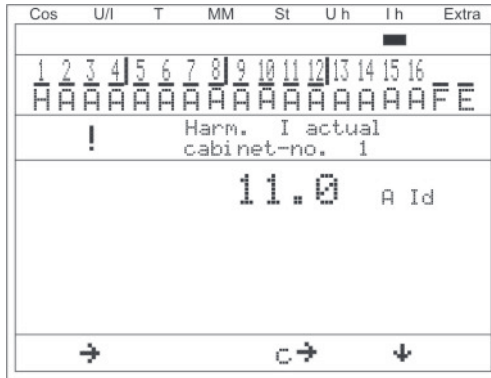 Cos U/I T MM St U h I h Extra
1 2 3 4 5 6 7 8 9 10 11 12 13 14 15 16
H A A A A A A A A A A A A A A A F E
! Harm. I actual
cabinet-no. 1
11.0 A Id
→ c→ ↓